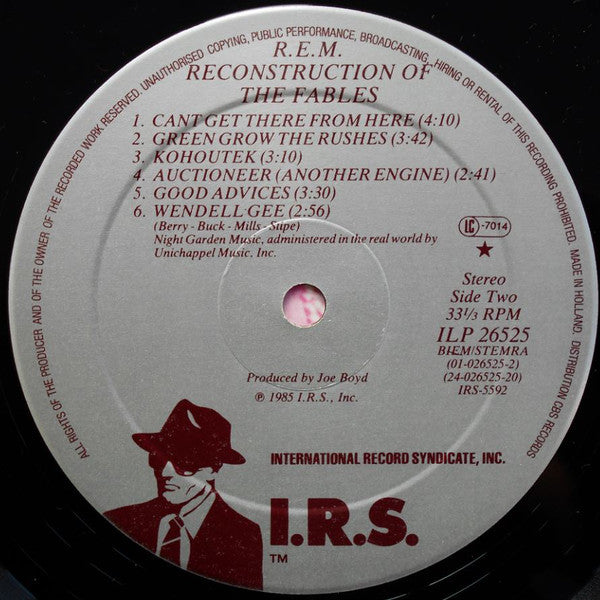 ALL RIGHTS OF THE PRODUCER AND OF THE OWNER OF THE RECORDED WORK RESERVED. UNAUTHORISED COPYING, PUBLIC PERFORMANCE, BROADCASTING, HIRING OR RENTAL OF THIS RECORDING PROHIBITED. MADE IN HOLLAND. DISTRIBUTION CBS RECORDS
R.E.M.
RECONSTRUCTION OF
THE FABLES
1. CANT GET THERE FROM HERE (4:10)
2. GREEN GROW THE RUSHES (3:42)
3. KOHOUTEK (3:10)
4. AUCTIONEER (ANOTHER ENGINE) (2:41)
5. GOOD ADVICES (3:30)
6. WENDELL GEE (2:56)
(Berry - Buck - Mills - Stipe)
Night Garden Music, administered in the real world by
Unichappel Music, Inc.
LC -7014
★
Stereo
Side Two
33⅓ RPM
ILP 26525
BIEM/STEMRA
(01-026525-2)
(24-026525-20)
IRS-5592
Produced by Joe Boyd
℗ 1985 I.R.S., Inc.
INTERNATIONAL RECORD SYNDICATE, INC.
I.R.S.
TM